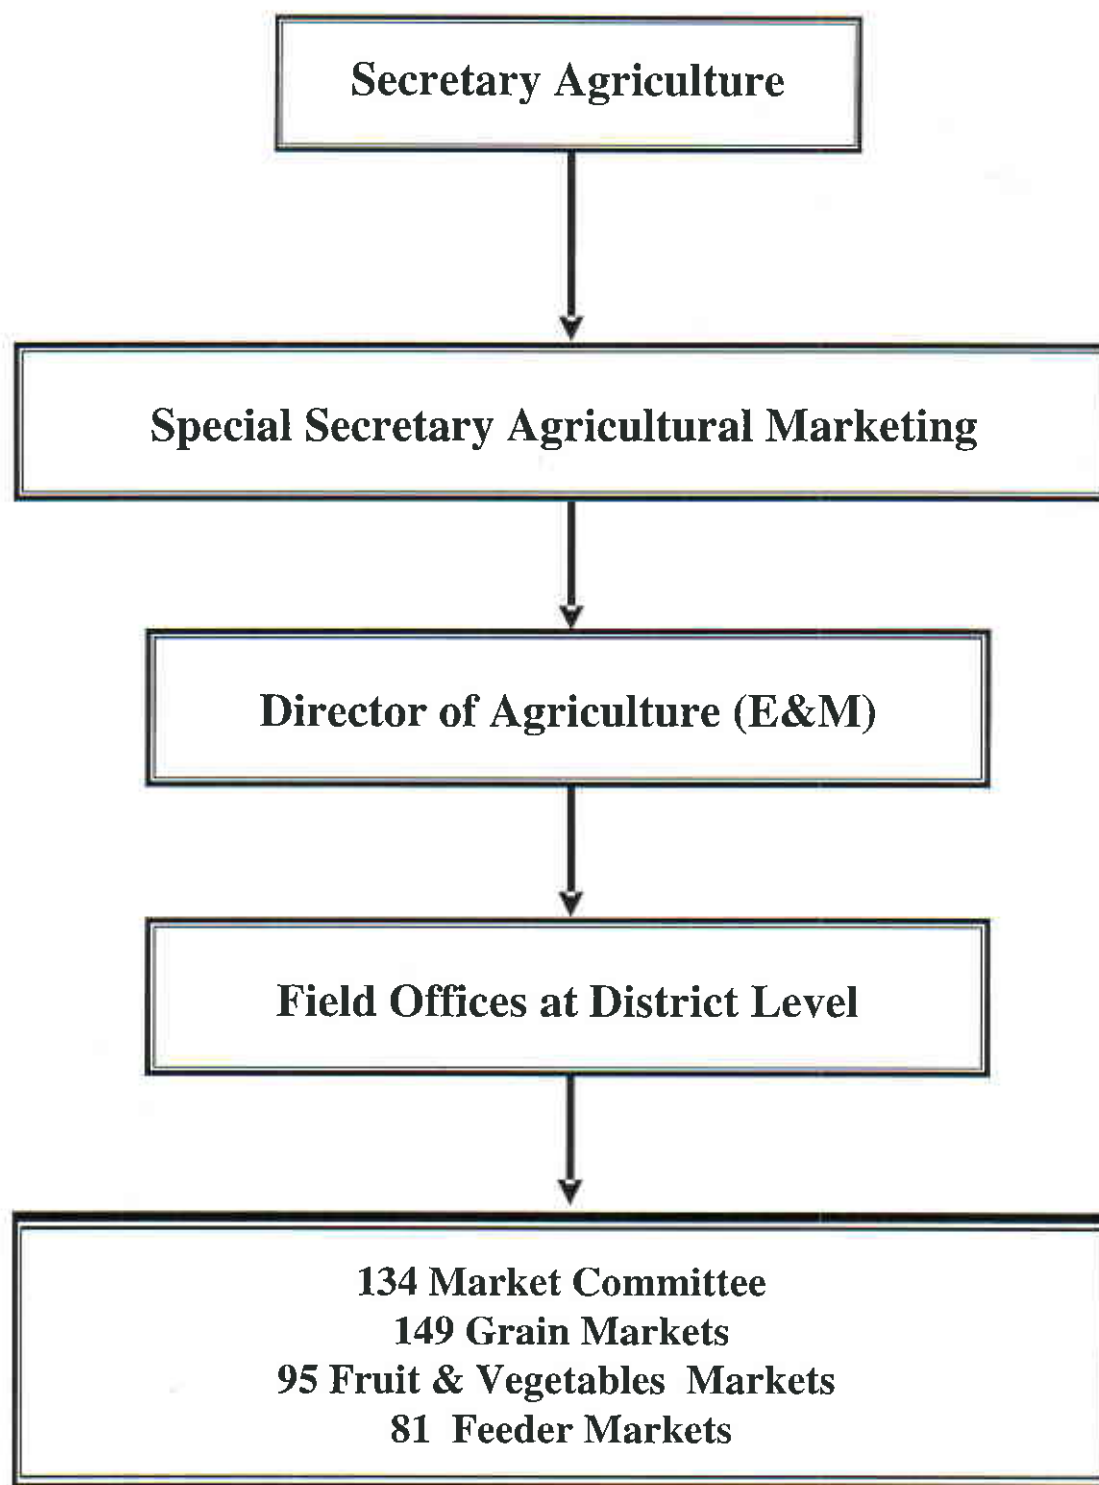 Secretary Agriculture
Special Secretary Agricultural Marketing
Director of Agriculture (E&M)
Field Offices at District Level
134 Market Committee
149 Grain Markets
95 Fruit & Vegetables Markets
81 Feeder Markets